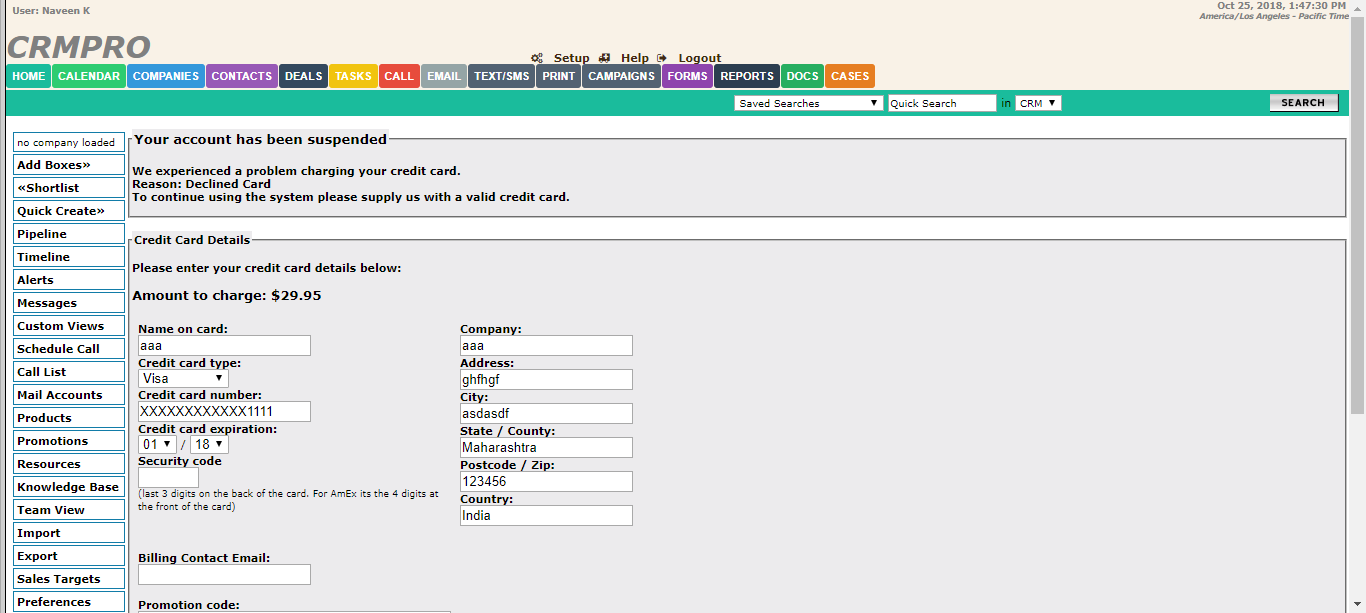 User: Naveen K
Oct 25, 2018, 1:47:30 PM
America/Los Angeles - Pacific Time
CRMPRO
Setup Help Logout
HOME CALENDAR COMPANIES CONTACTS DEALS TASKS CALL EMAIL TEXT/SMS PRINT CAMPAIGNS FORMS REPORTS DOCS CASES
Saved Searches Quick Search in CRM SEARCH
no company loaded
Add Boxes»
«Shortlist
Quick Create»
Pipeline
Timeline
Alerts
Messages
Custom Views
Schedule Call
Call List
Mail Accounts
Products
Promotions
Resources
Knowledge Base
Team View
Import
Export
Sales Targets
Preferences
Your account has been suspended
We experienced a problem charging your credit card.
Reason: Declined Card
To continue using the system please supply us with a valid credit card.
Credit Card Details
Please enter your credit card details below:
Amount to charge: $29.95
Name on card:
aaa
Credit card type:
Visa
Credit card number:
XXXXXXXXXXXX1111
Credit card expiration:
01 / 18
Security code
(last 3 digits on the back of the card. For AmEx its the 4 digits at
the front of the card)
Company:
aaa
Address:
ghfhgf
City:
asdasdf
State / County:
Maharashtra
Postcode / Zip:
123456
Country:
India
Billing Contact Email:
Promotion code: